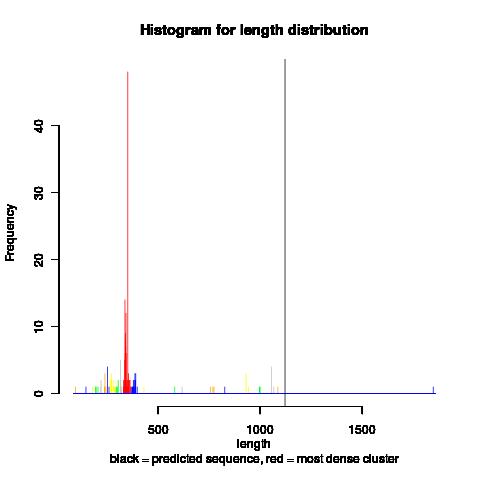 Histogram for length distribution
40
30
20
10
0
Frequency
500 1000 1500
length
black = predicted sequence, red = most dense cluster